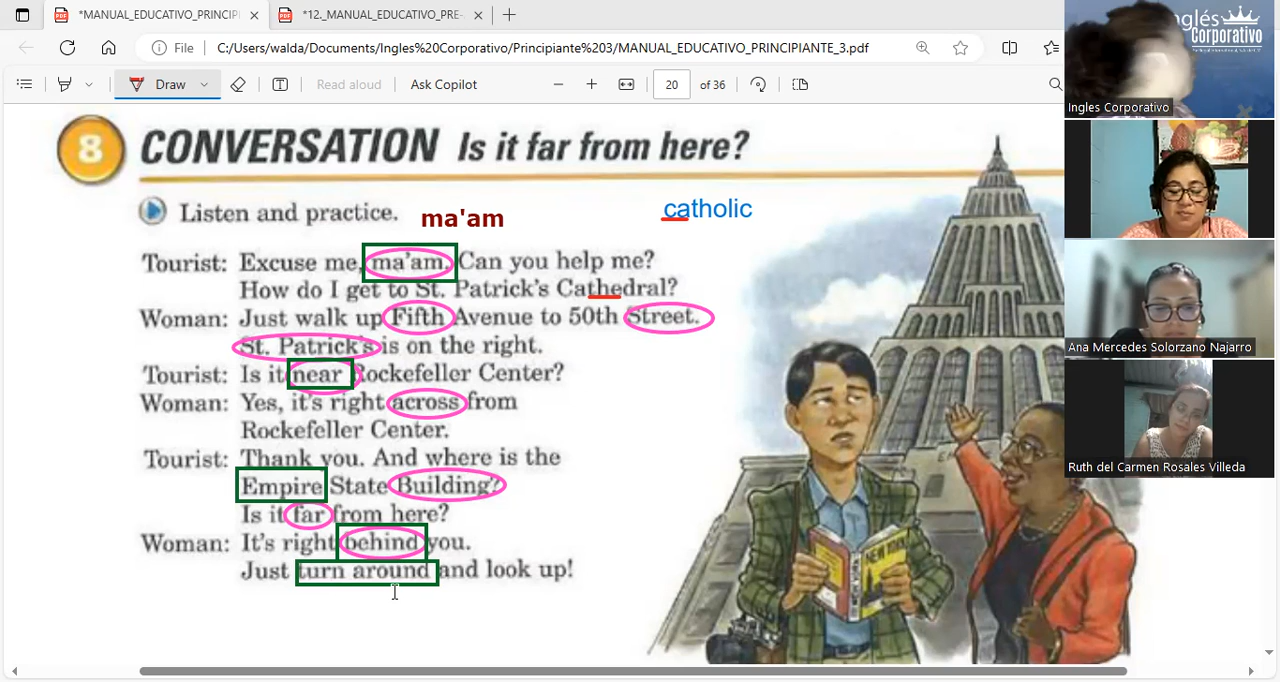 *MANUAL_EDUCATIVO_PRINCIPI
*12._MANUAL_EDUCATIVO_PRE-
File
C:/Users/walda/Documents/Ingles%20Corporativo/Principiante%203/MANUAL_EDUCATIVO_PRINCIPIANTE_3.pdf
Draw
Read aloud
Ask Copilot
20
of 36
Inglés
Corporativo
Ingles Corporativo
Ana Mercedes Solorzano Najarro
Ruth del Carmen Rosales Villeda
8 CONVERSATION Is it far from here?
Listen and practice.
ma'am
catholic
Tourist: Excuse me, ma'am. Can you help me?
How do I get to St. Patrick's Cathedral?
Woman: Just walk up Fifth Avenue to 50th Street.
St. Patrick's is on the right.
Tourist: Is it near Rockefeller Center?
Woman: Yes, it's right across from
Rockefeller Center.
Tourist: Thank you. And where is the
Empire State Building?
Is it far from here?
Woman: It's right behind you.
Just turn around and look up!
NEW YORK